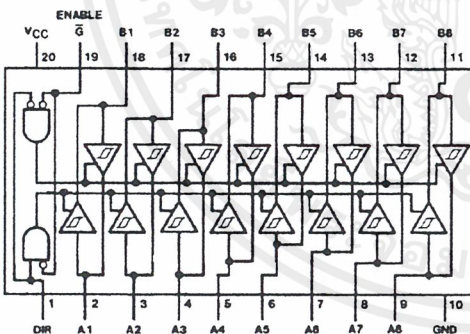 ENABLE
VCC G B1 B2 B3 B4 B5 B6 B7 B8
20 19 18 17 16 15 14 13 12 11
1 2 3 4 5 6 7 8 9 10
DIR A1 A2 A3 A4 A5 A6 A7 A8 GND